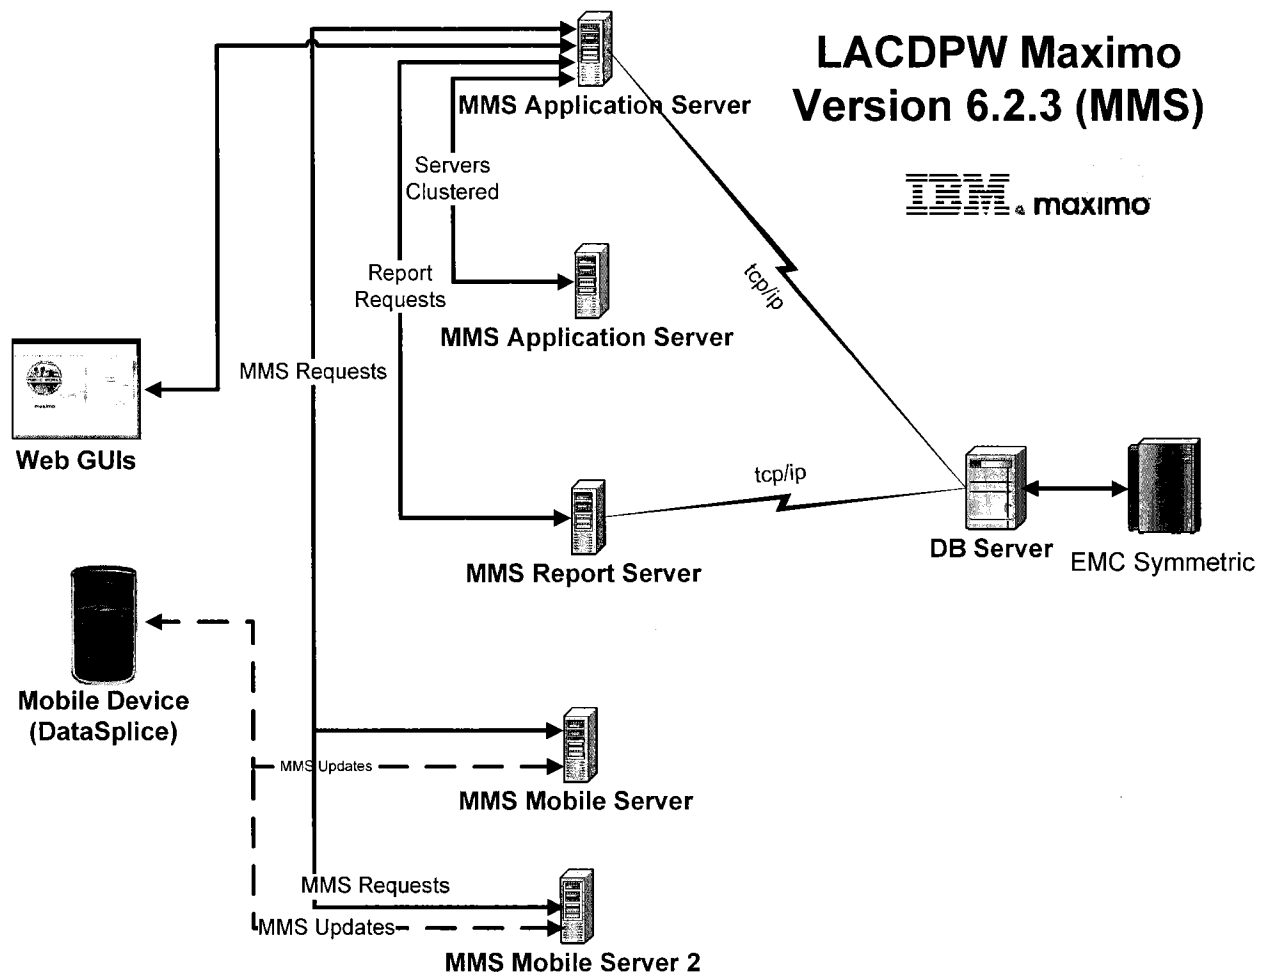 LACDPW Maximo
Version 6.2.3 (MMS)
IBM & maximo
MMS Application Server
Servers
Clustered
Report
Requests
tcp/ip
MMS Application Server
MMS Requests
maximo
Web GUIs
tcp/ip
DB Server
EMC Symmetric
MMS Report Server
Mobile Device
(DataSplice)
MMS Updates
MMS Mobile Server
MMS Requests
MMS Updates
MMS Mobile Server 2